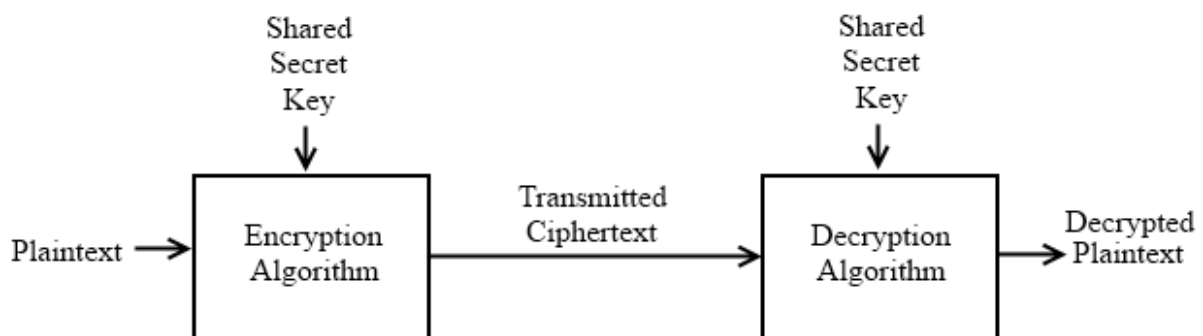 Shared
Secret
Key
Shared
Secret
Key
Plaintext
Encryption
Algorithm
Transmitted
Ciphertext
Decryption
Algorithm
Decrypted
Plaintext